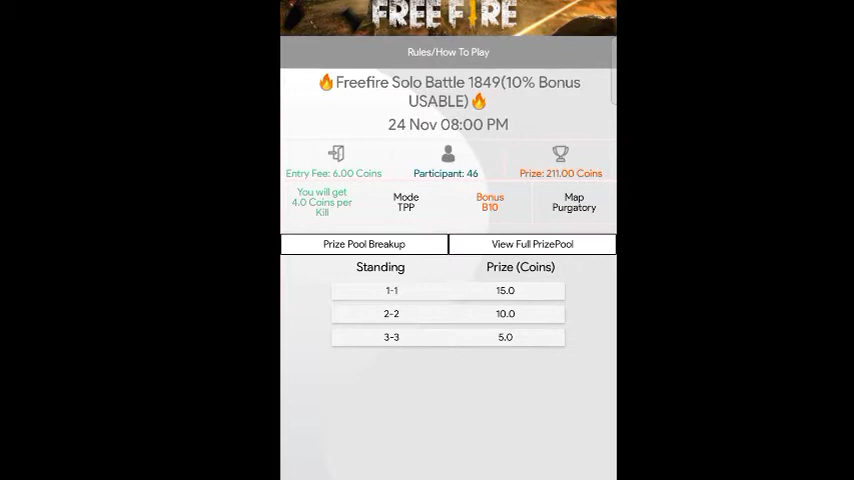 FREE FIRE
Rules/How To Play
🔥Freefire Solo Battle 1849(10% Bonus
USABLE)🔥
24 Nov 08:00 PM
Entry Fee: 6.00 Coins
Participant: 46
Prize: 211.00 Coins
You will get
4.0 Coins per
Kill
Mode
TPP
Bonus
B10
Map
Purgatory
Prize Pool Breakup
View Full PrizePool
Standing Prize (Coins)
1-1 15.0
2-2 10.0
3-3 5.0